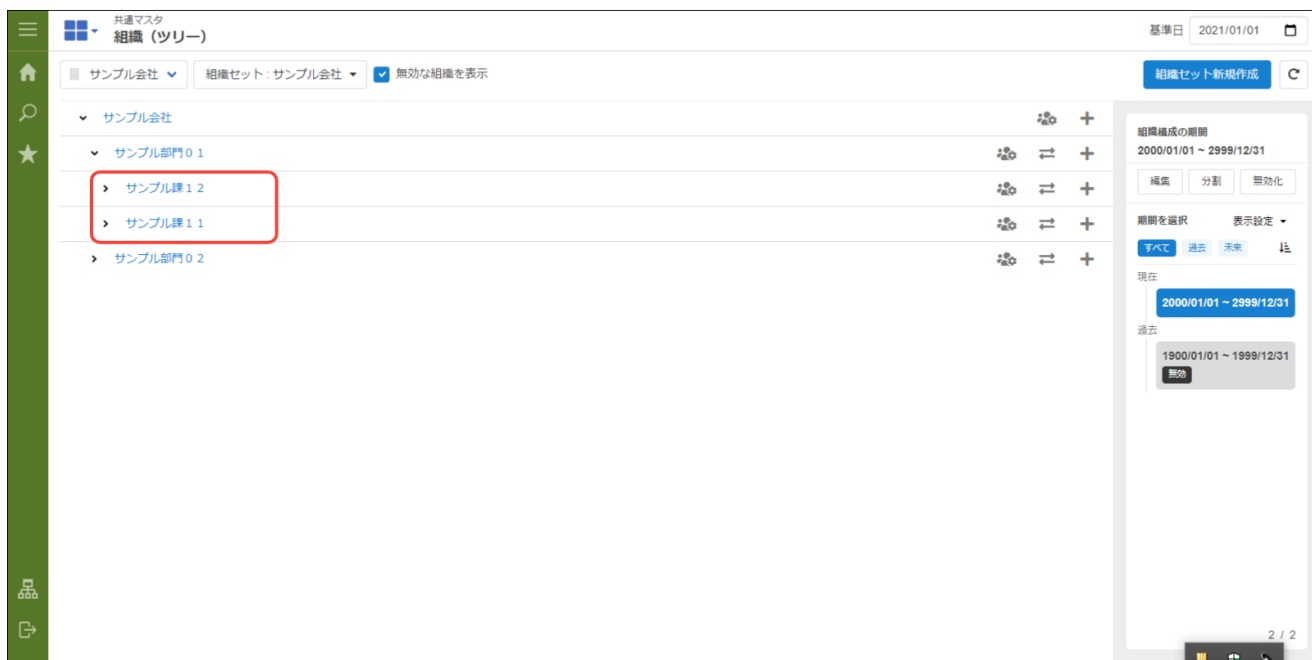 共通マスタ
組織（ツリー）
基準日 2021/01/01
サンプル会社
組織セット : サンプル会社
無効な組織を表示
組織セット新規作成
サンプル会社
サンプル部門０１
サンプル課１２
サンプル課１１
サンプル部門０２
組織構成の期間
2000/01/01 ~ 2999/12/31
編集 分割 無効化
期間を選択 表示設定
すべて 過去 未来
現在
2000/01/01 ~ 2999/12/31
過去
1900/01/01 ~ 1999/12/31
無効
2 / 2